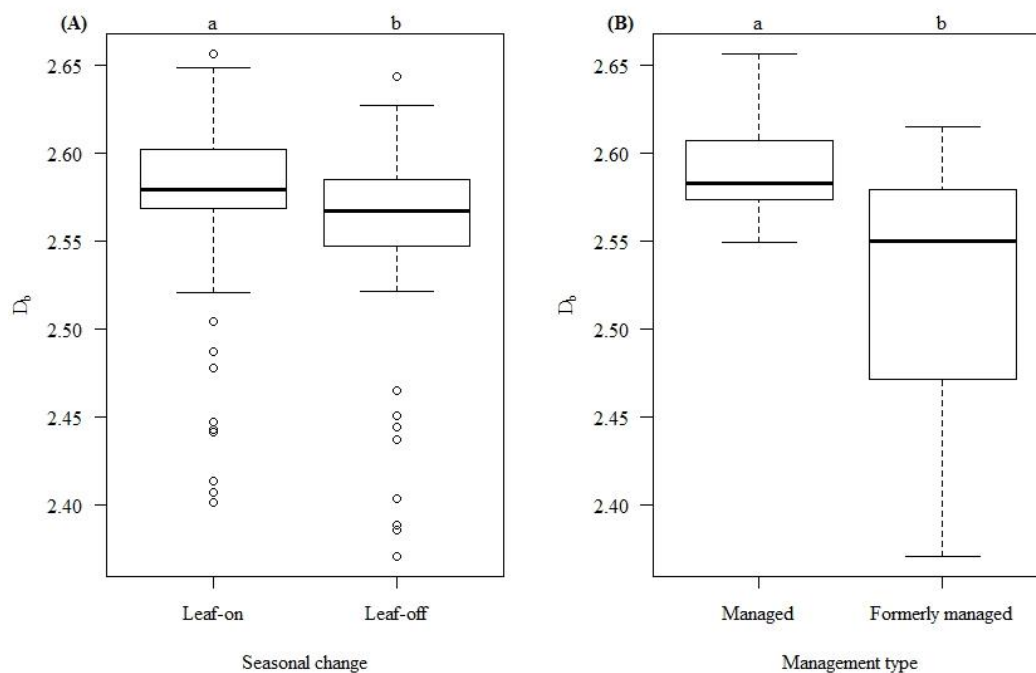 (A)
a
b
2.65
2.60
2.55
2.50
2.45
2.40
Db
Leaf-on
Leaf-off
Seasonal change
(B)
a
b
2.65
2.60
2.55
2.50
2.45
2.40
Db
Managed
Formerly managed
Management type